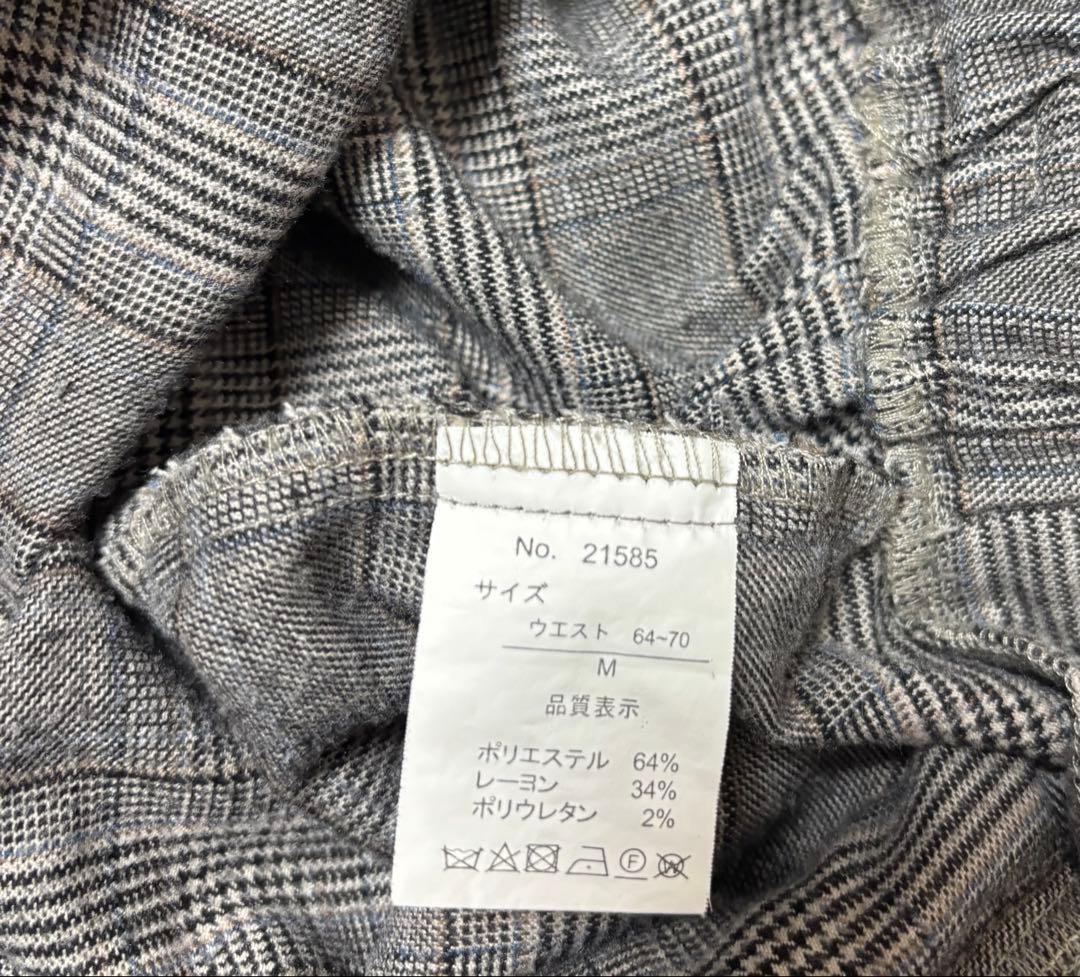 No. 21585
サイズ
ウエスト 64~70
M
品質表示
ポリエステル 64%
レーヨン 34%
ポリウレタン 2%
F W